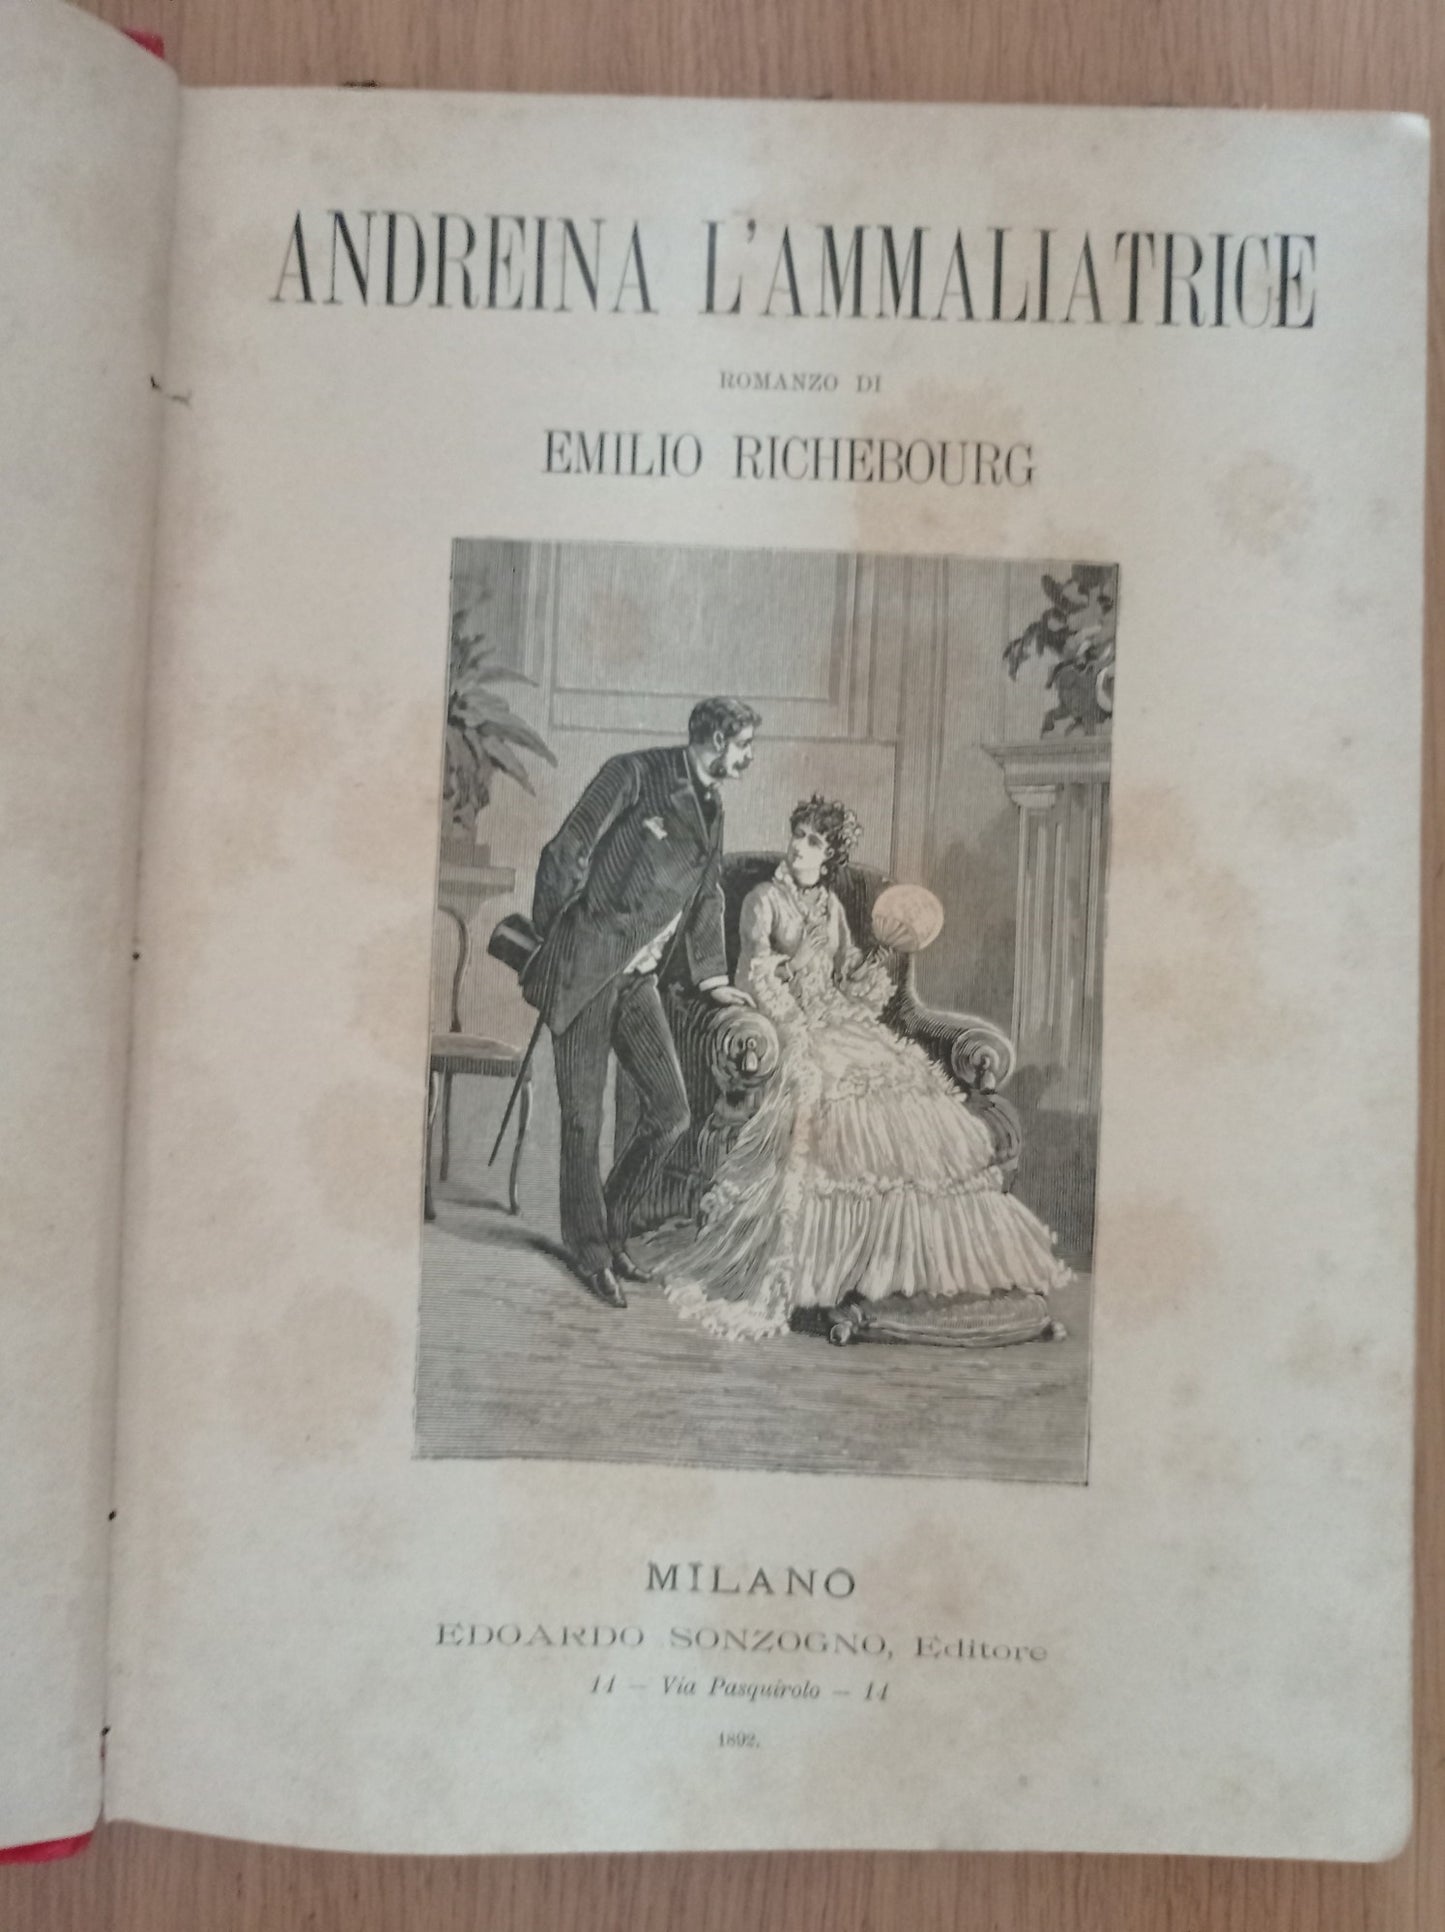 ANDREINA L'AMMALIATRICE
ROMANZO DI
EMILIO RICHEBOURG
MILANO
EDOARDO SONZOGNO, Editore
14 — Via Pasquirolo — 14
1892.